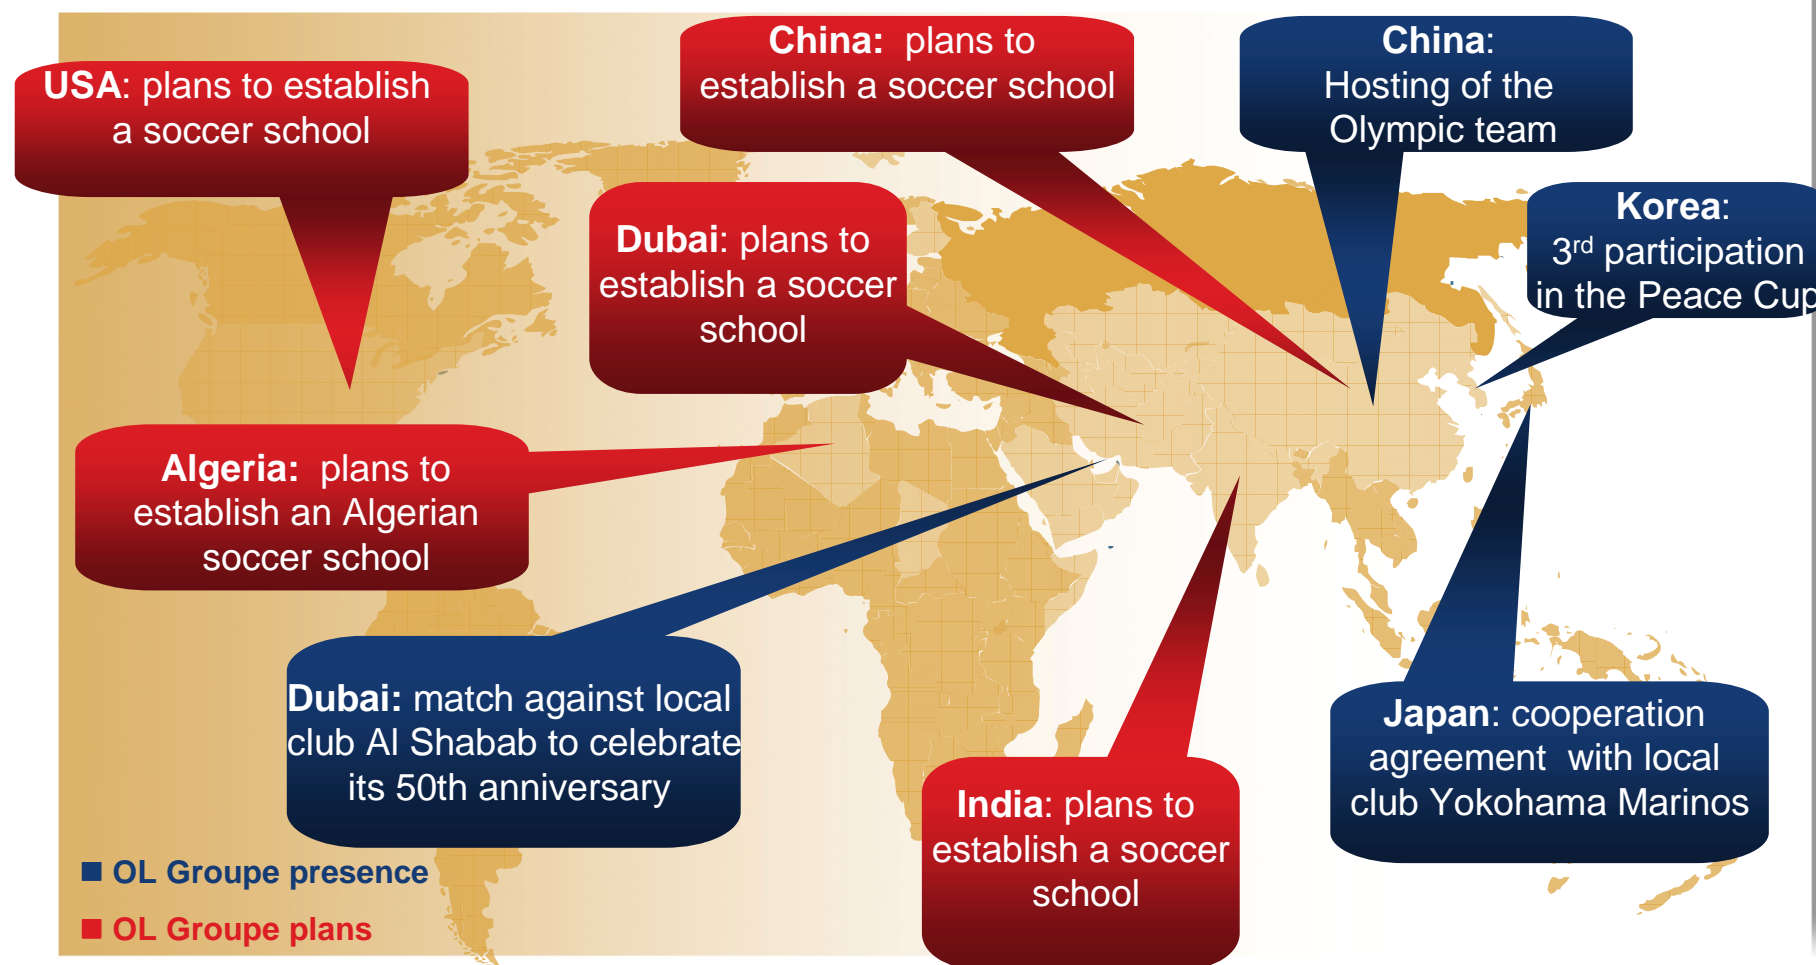 USA: plans to establish
a soccer school
China:  plans to
establish a soccer school
China:
Hosting of the
Olympic team
Korea:
3rd participation
in the Peace Cup
Dubai: plans to
establish a soccer
school
Algeria:  plans to
establish an Algerian
soccer school
Dubai: match against local
club Al Shabab to celebrate
its 50th anniversary
India: plans to
establish a soccer
school
Japan: cooperation
agreement  with local
club Yokohama Marinos
OL Groupe presence
OL Groupe plans